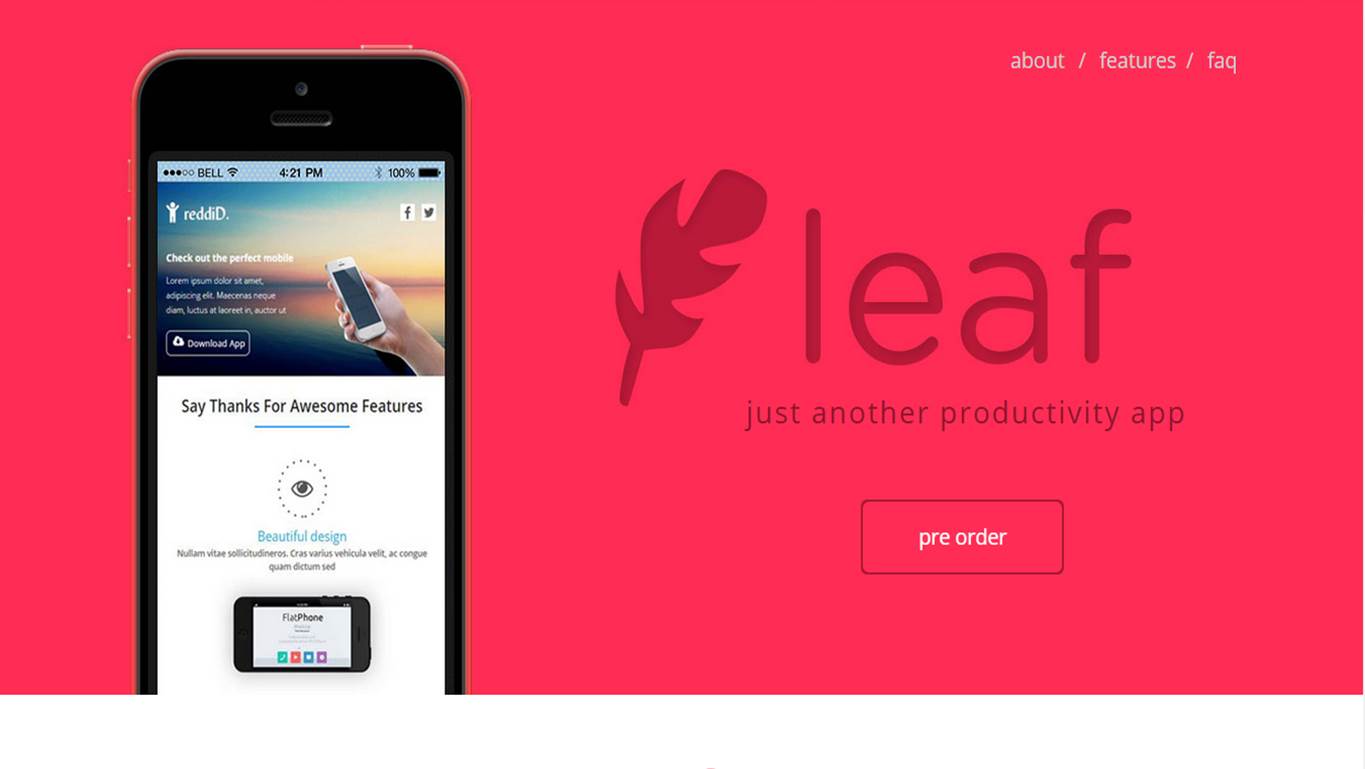 about / features / faq
BELL 4:21 PM 100%
reddiD.
Check out the perfect mobile
Lorem ipsum dolor sit amet,
adipiscing elit. Maecenas neque
diam, luctus at laoreet in, auctor ut
Download App
Say Thanks For Awesome Features
Beautiful design
Nullam vitae sollicitudineros. Cras varius vehicula velit, ac congue
quam dictum sed
FlatPhone
leaf
just another productivity app
pre order